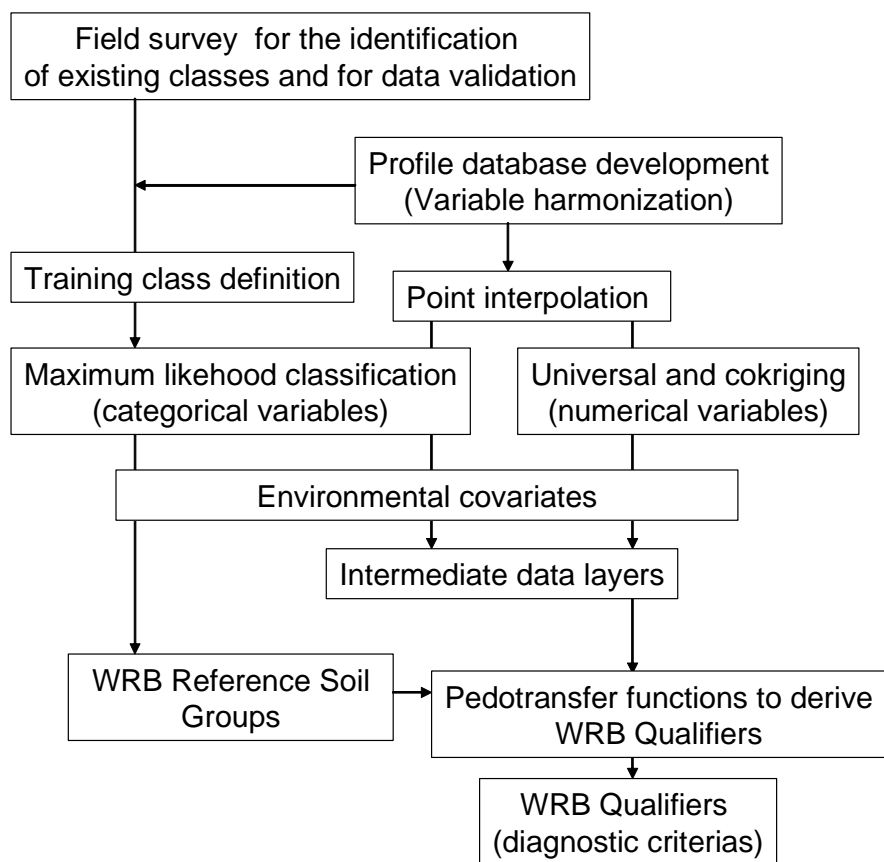 Field survey  for the identification
of existing classes and for data validation
Profile database development
(Variable harmonization)
Training class definition
Point interpolation
Maximum likehood classification
(categorical variables)
Universal and cokriging
(numerical variables)
Environmental covariates
Intermediate data layers
WRB Reference Soil
Groups
Pedotransfer functions to derive
WRB Qualifiers
WRB Qualifiers
(diagnostic criterias)